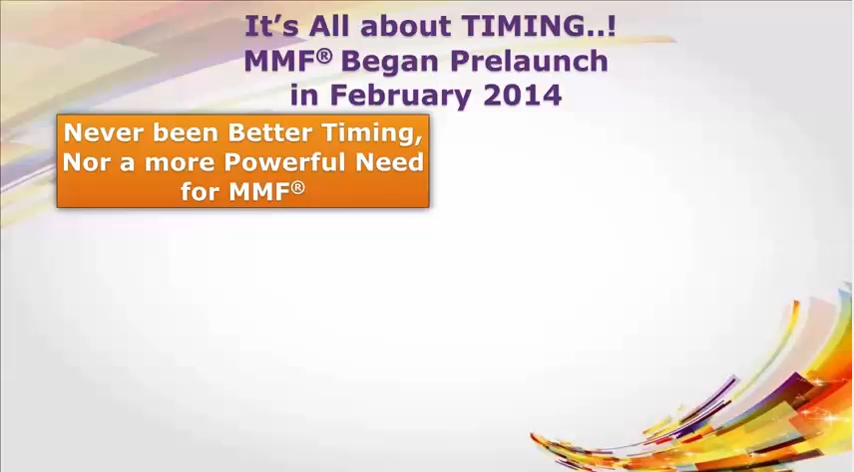 It's All about TIMING..!
MMF® Began Prelaunch
in February 2014
Never been Better Timing,
Nor a more Powerful Need
for MMF®